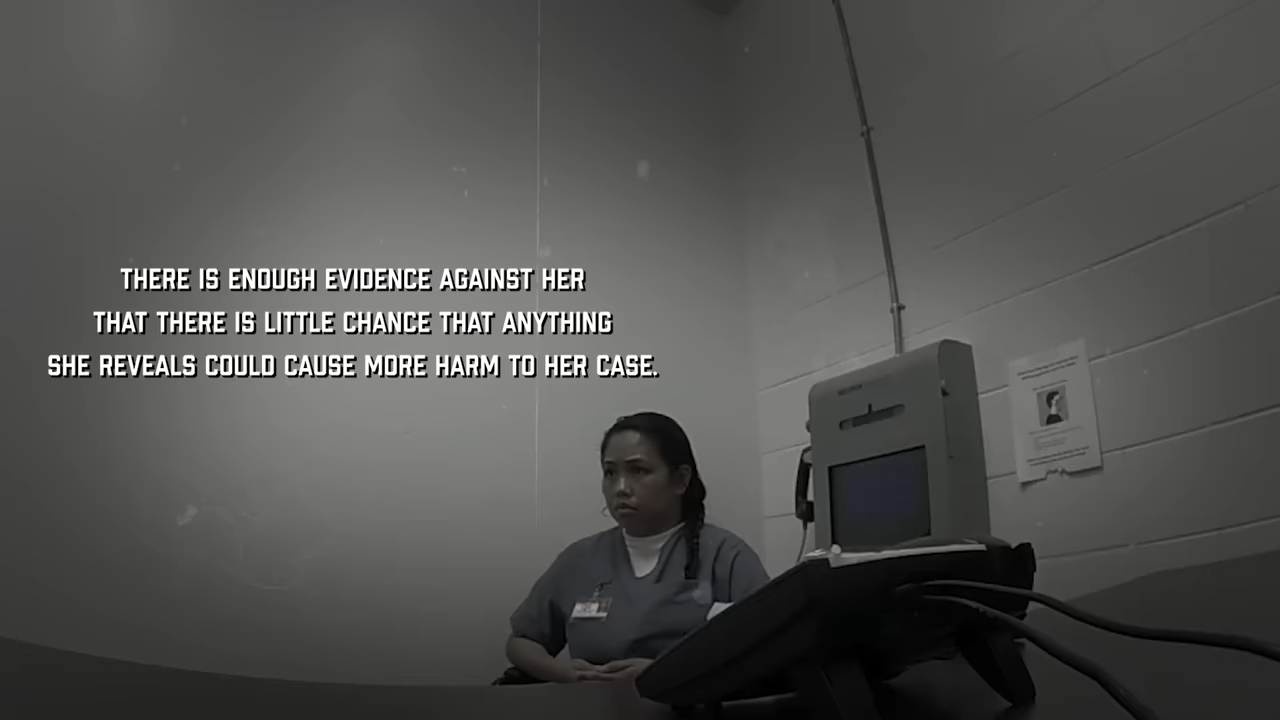 THERE IS ENOUGH EVIDENCE AGAINST HER
THAT THERE IS LITTLE CHANCE THAT ANYTHING
SHE REVEALS COULD CAUSE MORE HARM TO HER CASE.